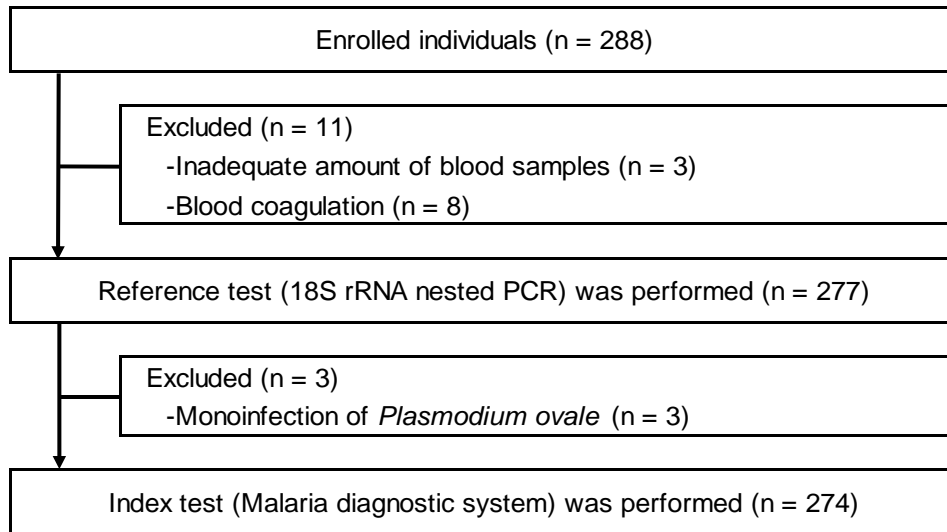 Enrolled individuals (n = 288)
Excluded (n = 11)
-Inadequate amount of blood samples (n = 3)
-Blood coagulation (n = 8)
Reference test (18S rRNA nested PCR) was performed (n = 277)
Excluded (n = 3)
-Monoinfection of Plasmodium ovale (n = 3)
Index test (Malaria diagnostic system) was performed (n = 274)